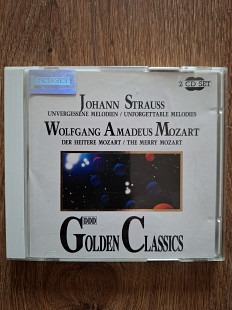 2 CD SET
JOHANN STRAUSS
UNVERGESSENE MELODIEN / UNFORGETTABLE MELODIES
WOLFGANG AMADEUS MOZART
DER HEITERE MOZART / THE MERRY MOZART
DDD
GOLDEN CLASSICS